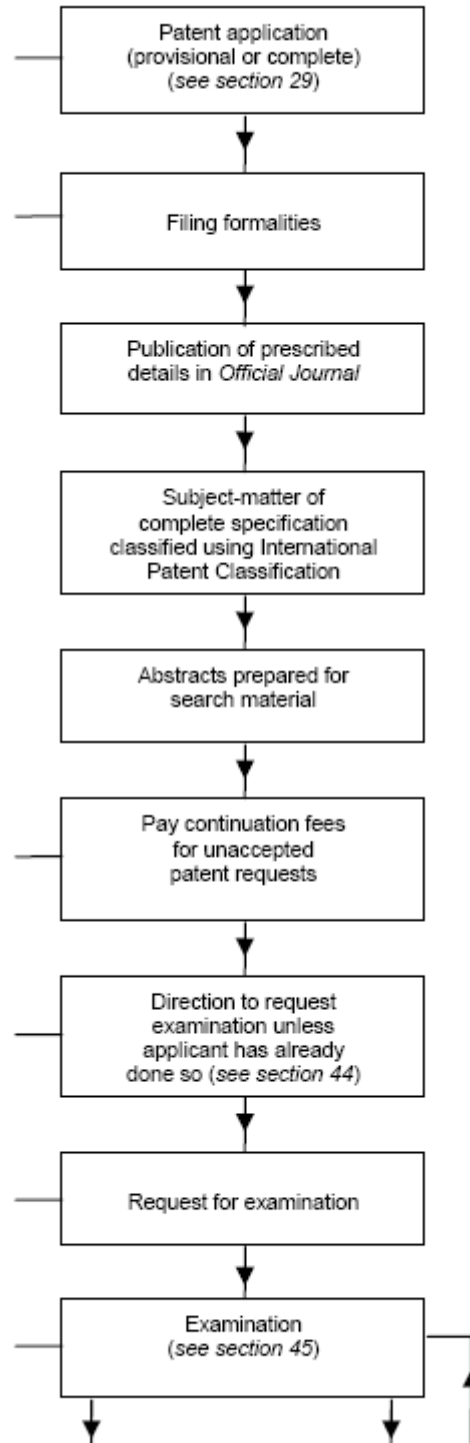 Patent application
(provisional or complete)
(see section 29)
Filing formalities
Publication of prescribed
details in Official Journal
Subject-matter of
complete specification
classified using International
Patent Classification
Abstracts prepared for
search material
Pay continuation fees
for unaccepted
patent requests
Direction to request
examination unless
applicant has already
done so (see section 44)
Request for examination
Examination
(see section 45)